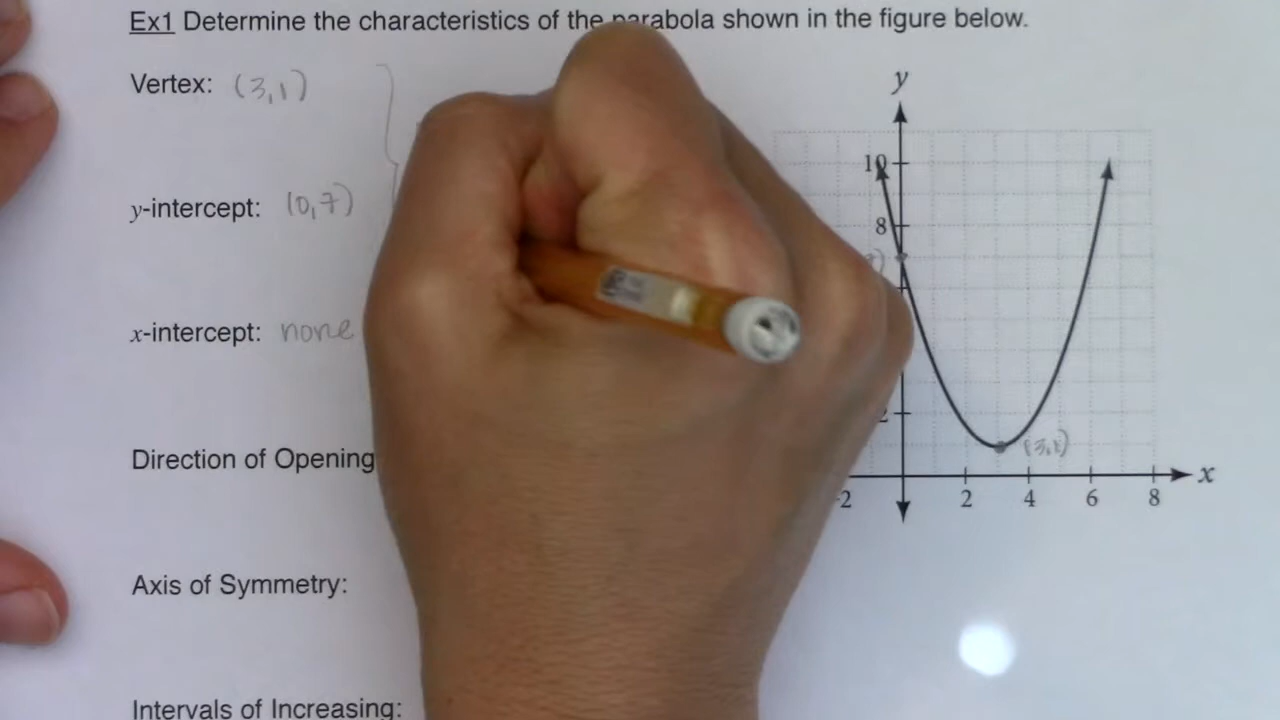 Ex1 Determine the characteristics of the parabola shown in the figure below.
Vertex: (3,1)
y-intercept: (0,7)
x-intercept: none
Direction of Opening
Axis of Symmetry:
Intervals of Increasing:
y
10
8
2
(3,1)
-2 2 4 6 8 x